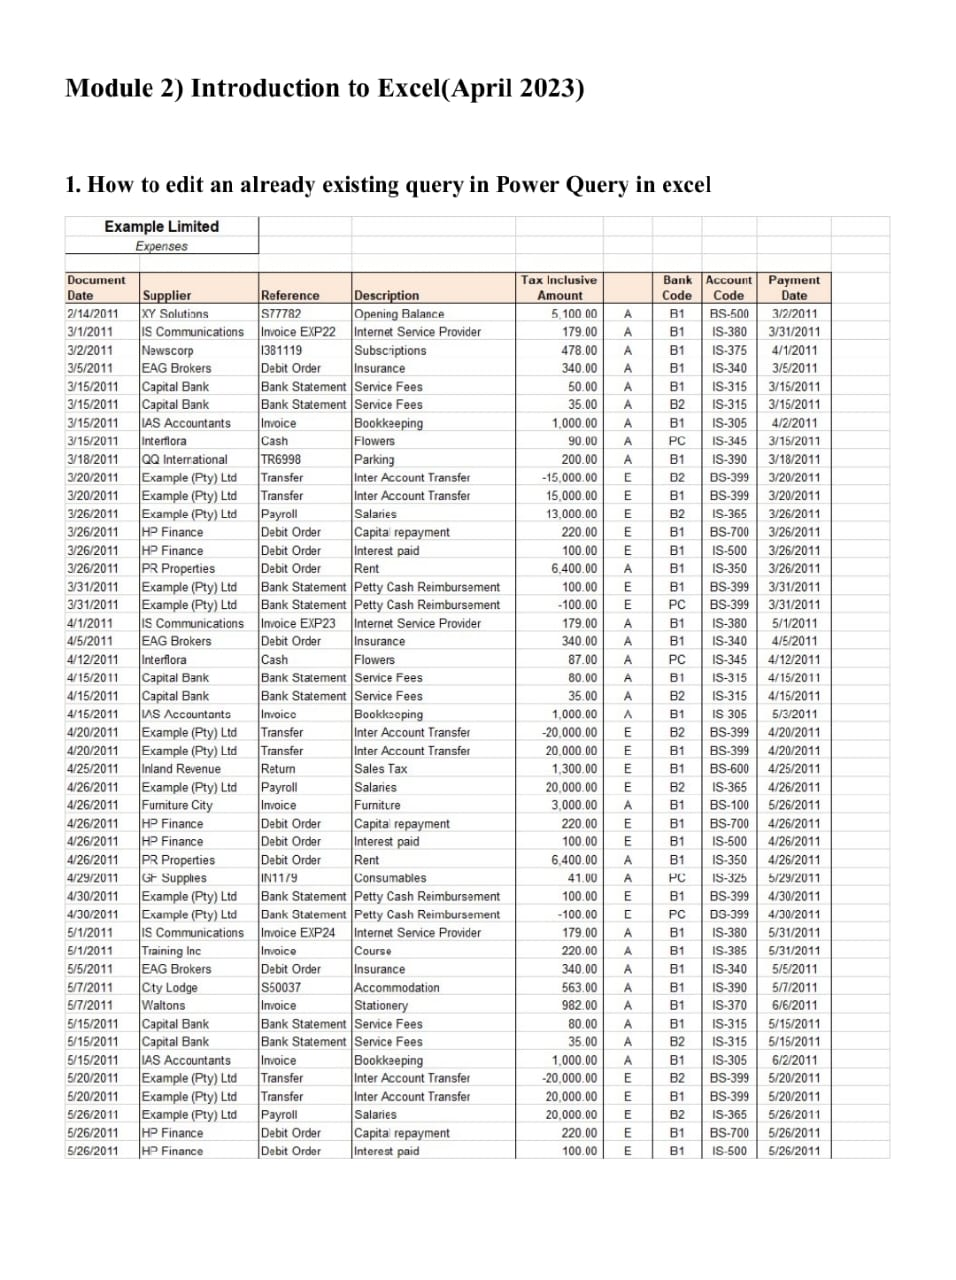 Module 2) Introduction to Excel(April 2023)
1. How to edit an already existing query in Power Query in excel
Example Limited
Expenses
Document Date Supplier Reference Description Tax Inclusive Amount Bank Code Account Code Payment Date
2/14/2011 XY Solutions S77782 Opening Balance 5,100.00 A B1 BS-500 3/2/2011
3/1/2011 IS Communications Invoice EXP22 Internet Service Provider 179.00 A B1 IS-380 3/31/2011
3/2/2011 Newscorp I381119 Subscriptions 478.00 A B1 IS-375 4/1/2011
3/5/2011 EAG Brokers Debit Order Insurance 340.00 A B1 IS-340 3/5/2011
3/15/2011 Capital Bank Bank Statement Service Fees 50.00 A B1 IS-315 3/15/2011
3/15/2011 Capital Bank Bank Statement Service Fees 35.00 A B2 IS-315 3/15/2011
3/15/2011 IAS Accountants Invoice Bookkeeping 1,000.00 A B1 IS-305 4/2/2011
3/15/2011 Interflora Cash Flowers 90.00 A PC IS-345 3/15/2011
3/18/2011 QQ International TR6998 Parking 200.00 A B1 IS-390 3/18/2011
3/20/2011 Example (Pty) Ltd Transfer Inter Account Transfer -15,000.00 E B2 BS-399 3/20/2011
3/20/2011 Example (Pty) Ltd Transfer Inter Account Transfer 15,000.00 E B1 BS-399 3/20/2011
3/26/2011 Example (Pty) Ltd Payroll Salaries 13,000.00 E B2 IS-365 3/26/2011
3/26/2011 HP Finance Debit Order Capital repayment 220.00 E B1 BS-700 3/26/2011
3/26/2011 HP Finance Debit Order Interest paid 100.00 E B1 IS-500 3/26/2011
3/26/2011 PR Properties Debit Order Rent 6,400.00 A B1 IS-350 3/26/2011
3/31/2011 Example (Pty) Ltd Bank Statement Petty Cash Reimbursement 100.00 E B1 BS-399 3/31/2011
3/31/2011 Example (Pty) Ltd Bank Statement Petty Cash Reimbursement -100.00 E PC BS-399 3/31/2011
4/1/2011 IS Communications Invoice EXP23 Internet Service Provider 179.00 A B1 IS-380 5/1/2011
4/5/2011 EAG Brokers Debit Order Insurance 340.00 A B1 IS-340 4/5/2011
4/12/2011 Interflora Cash Flowers 87.00 A PC IS-345 4/12/2011
4/15/2011 Capital Bank Bank Statement Service Fees 80.00 A B1 IS-315 4/15/2011
4/15/2011 Capital Bank Bank Statement Service Fees 35.00 A B2 IS-315 4/15/2011
4/15/2011 IAS Accountants Invoice Bookkeeping 1,000.00 A B1 IS 305 5/3/2011
4/20/2011 Example (Pty) Ltd Transfer Inter Account Transfer -20,000.00 E B2 BS-399 4/20/2011
4/20/2011 Example (Pty) Ltd Transfer Inter Account Transfer 20,000.00 E B1 BS-399 4/20/2011
4/25/2011 Inland Revenue Return Sales Tax 1,300.00 E B1 BS-600 4/25/2011
4/26/2011 Example (Pty) Ltd Payroll Salaries 20,000.00 E B2 IS-365 4/26/2011
4/26/2011 Furniture City Invoice Furniture 3,000.00 A B1 BS-100 5/26/2011
4/26/2011 HP Finance Debit Order Capital repayment 220.00 E B1 BS-700 4/26/2011
4/26/2011 HP Finance Debit Order Interest paid 100.00 E B1 IS-500 4/26/2011
4/26/2011 PR Properties Debit Order Rent 6,400.00 A B1 IS-350 4/26/2011
4/29/2011 GF Supplies IN1179 Consumables 41.00 A PC IS-325 5/29/2011
4/30/2011 Example (Pty) Ltd Bank Statement Petty Cash Reimbursement 100.00 E B1 BS-399 4/30/2011
4/30/2011 Example (Pty) Ltd Bank Statement Petty Cash Reimbursement -100.00 E PC BS-399 4/30/2011
5/1/2011 IS Communications Invoice EXP24 Internet Service Provider 179.00 A B1 IS-380 5/31/2011
5/1/2011 Training Inc Invoice Course 220.00 A B1 IS-385 5/31/2011
5/5/2011 EAG Brokers Debit Order Insurance 340.00 A B1 IS-340 5/5/2011
5/7/2011 City Lodge S50037 Accommodation 563.00 A B1 IS-390 5/7/2011
5/7/2011 Waltons Invoice Stationery 982.00 A B1 IS-370 6/6/2011
5/15/2011 Capital Bank Bank Statement Service Fees 80.00 A B1 IS-315 5/15/2011
5/15/2011 Capital Bank Bank Statement Service Fees 35.00 A B2 IS-315 5/15/2011
5/15/2011 IAS Accountants Invoice Bookkeeping 1,000.00 A B1 IS-305 6/2/2011
5/20/2011 Example (Pty) Ltd Transfer Inter Account Transfer -20,000.00 E B2 BS-399 5/20/2011
5/20/2011 Example (Pty) Ltd Transfer Inter Account Transfer 20,000.00 E B1 BS-399 5/20/2011
5/26/2011 Example (Pty) Ltd Payroll Salaries 20,000.00 E B2 IS-365 5/26/2011
5/26/2011 HP Finance Debit Order Capital repayment 220.00 E B1 BS-700 5/26/2011
5/26/2011 HP Finance Debit Order Interest paid 100.00 E B1 IS-500 5/26/2011